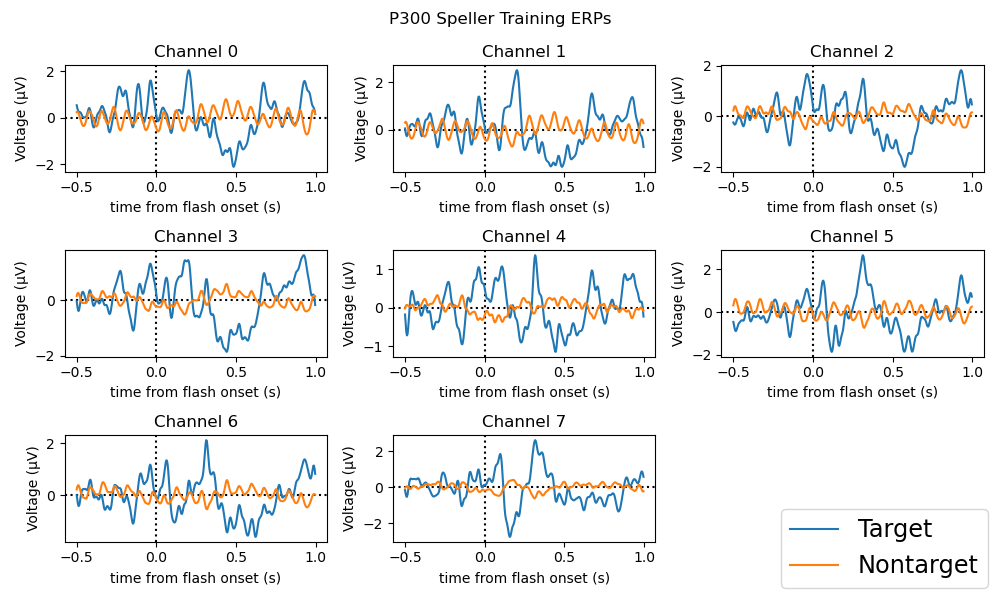 P300 Speller Training ERPs
Channel 0
Voltage (μV)
2
0
−2
−0.5 0.0 0.5 1.0
time from flash onset (s)
Channel 1
Voltage (μV)
2
0
−0.5 0.0 0.5 1.0
time from flash onset (s)
Channel 2
Voltage (μV)
2
0
−2
−0.5 0.0 0.5 1.0
time from flash onset (s)
Channel 3
Voltage (μV)
0
−2
−0.5 0.0 0.5 1.0
time from flash onset (s)
Channel 4
Voltage (μV)
1
0
−1
−0.5 0.0 0.5 1.0
time from flash onset (s)
Channel 5
Voltage (μV)
2
0
−2
−0.5 0.0 0.5 1.0
time from flash onset (s)
Channel 6
Voltage (μV)
2
0
−0.5 0.0 0.5 1.0
time from flash onset (s)
Channel 7
Voltage (μV)
2
0
−2
−0.5 0.0 0.5 1.0
time from flash onset (s)
Target
Nontarget